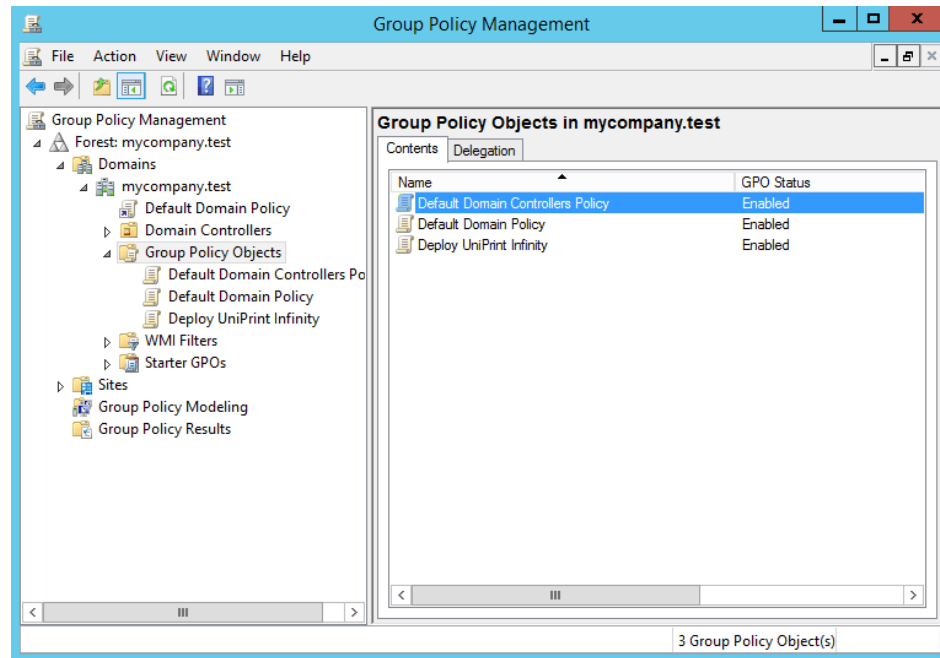 Group Policy Management
File Action View Window Help
Group Policy Management
Forest: mycompany.test
Domains
mycompany.test
Default Domain Policy
Domain Controllers
Group Policy Objects
Default Domain Controllers Po
Default Domain Policy
Deploy UniPrint Infinity
WMI Filters
Starter GPOs
Sites
Group Policy Modeling
Group Policy Results
Group Policy Objects in mycompany.test
Contents Delegation
Name GPO Status
Default Domain Controllers Policy Enabled
Default Domain Policy Enabled
Deploy UniPrint Infinity Enabled
3 Group Policy Object(s)